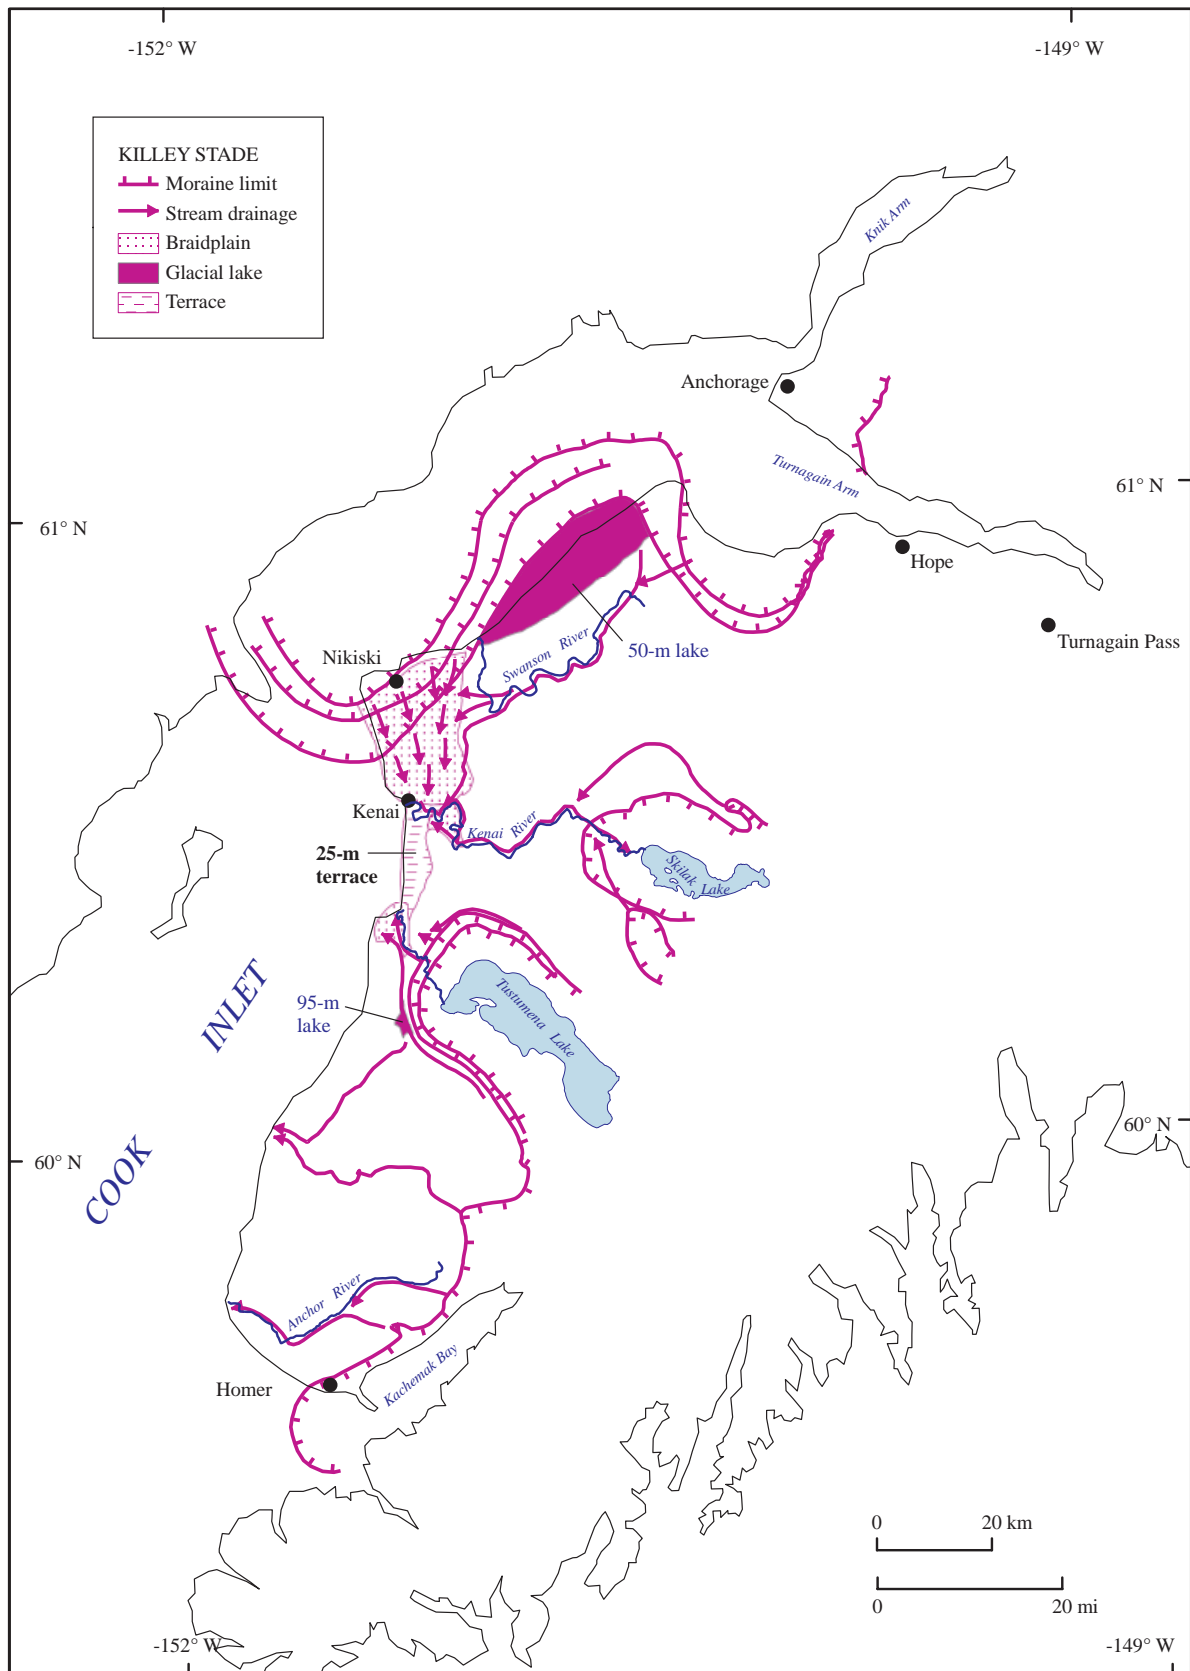 -152° W
-149° W
KILLEY STADE
Moraine limit
Stream drainage
Braidplain
Glacial lake
Terrace
Knik Arm
Anchorage
Turnagain Arm
61° N
61° N
Hope
Turnagain Pass
50-m lake
Swanson River
Nikiski
Kenai
Kenai River
25-m
terrace
Skilak
Lake
INLET
95-m
lake
Tustumena Lake
60° N
60° N
COOK
Anchor River
Homer
Kachemak Bay
0 20 km
0 20 mi
-152° W
-149° W